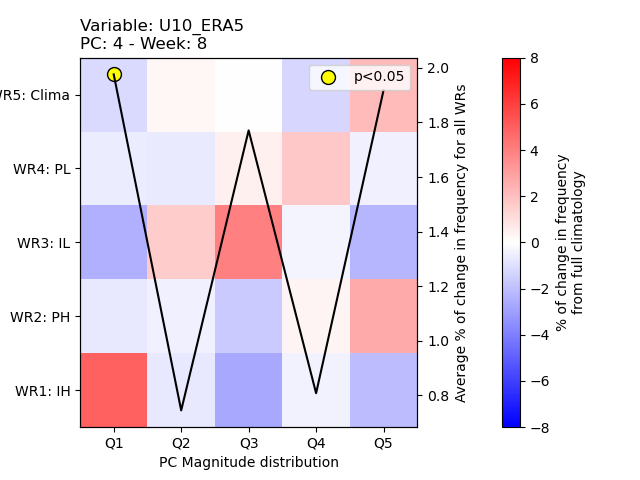 Variable: U10_ERA5
PC: 4 - Week: 8
p<0.05
WR5: Clima
WR4: PL
WR3: IL
WR2: PH
WR1: IH
Q1 Q2 Q3 Q4 Q5
PC Magnitude distribution
2.0
1.8
1.6
1.4
1.2
1.0
0.8
Average % of change in frequency for all WRs
8
6
4
2
0
−2
−4
−6
−8
% of change in frequency
from full climatology